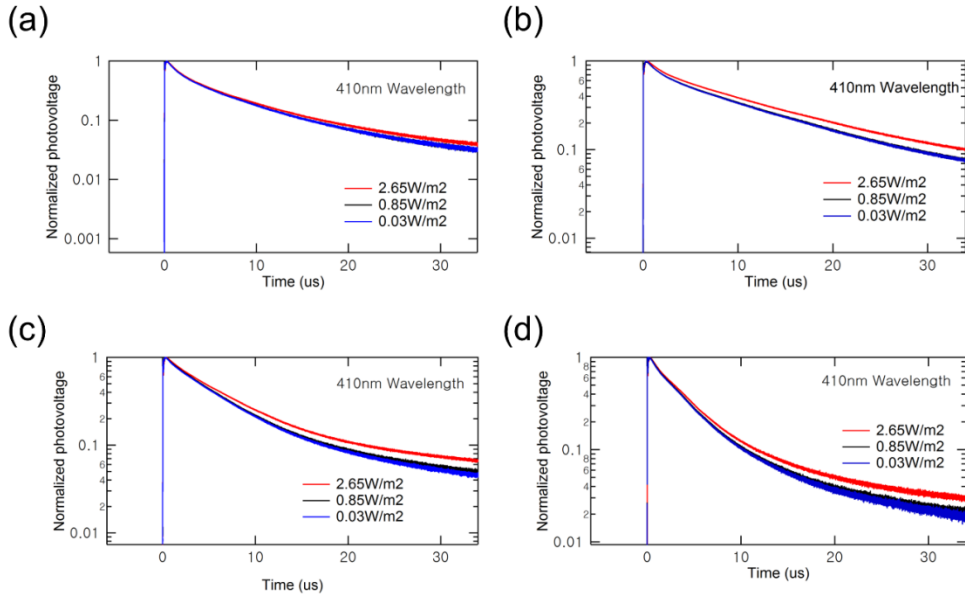 (a)
Normalized photovoltage
1
0.1
0.01
0.001
410nm Wavelength
2.65W/m2
0.85W/m2
0.03W/m2
0
10
20
30
Time (us)
(b)
Normalized photovoltage
1
8
6
4
2
0.1
8
6
4
2
0.01
410nm Wavelength
2.65W/m2
0.85W/m2
0.03W/m2
0
10
20
30
Time (us)
(c)
Normalized photovoltage
1
8
6
4
2
0.1
8
6
4
2
0.01
410nm Wavelength
2.65W/m2
0.85W/m2
0.03W/m2
0
10
20
30
Time (us)
(d)
Normalized photovoltage
1
8
6
4
2
0.1
8
6
4
2
0.01
410nm Wavelength
2.65W/m2
0.85W/m2
0.03W/m2
0
10
20
30
Time (us)